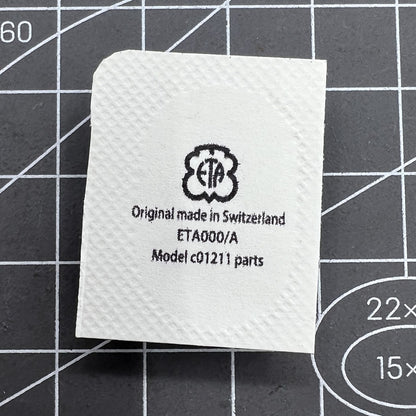 60
ETA
Original made in Switzerland
ETA000/A
Model c01211 parts
22×
15×